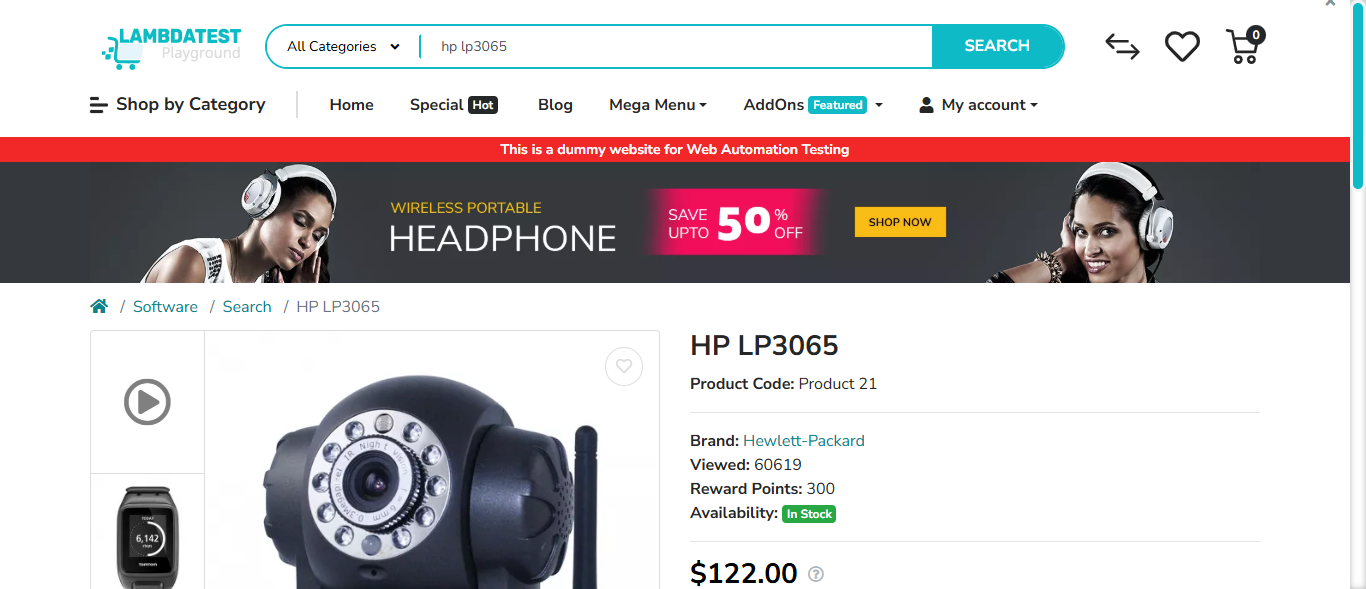 LAMBDATEST
Playground
All Categories
hp lp3065
SEARCH
0
Shop by Category
Home
Special Hot
Blog
Mega Menu
AddOns Featured
My account
This is a dummy website for Web Automation Testing
WIRELESS PORTABLE
HEADPHONE
SAVE
UPTO
50
%
OFF
SHOP NOW
/ Software / Search / HP LP3065
HP LP3065
Product Code: Product 21
Brand: Hewlett-Packard
Viewed: 60619
Reward Points: 300
Availability: In Stock
$122.00
IR Night
6,142